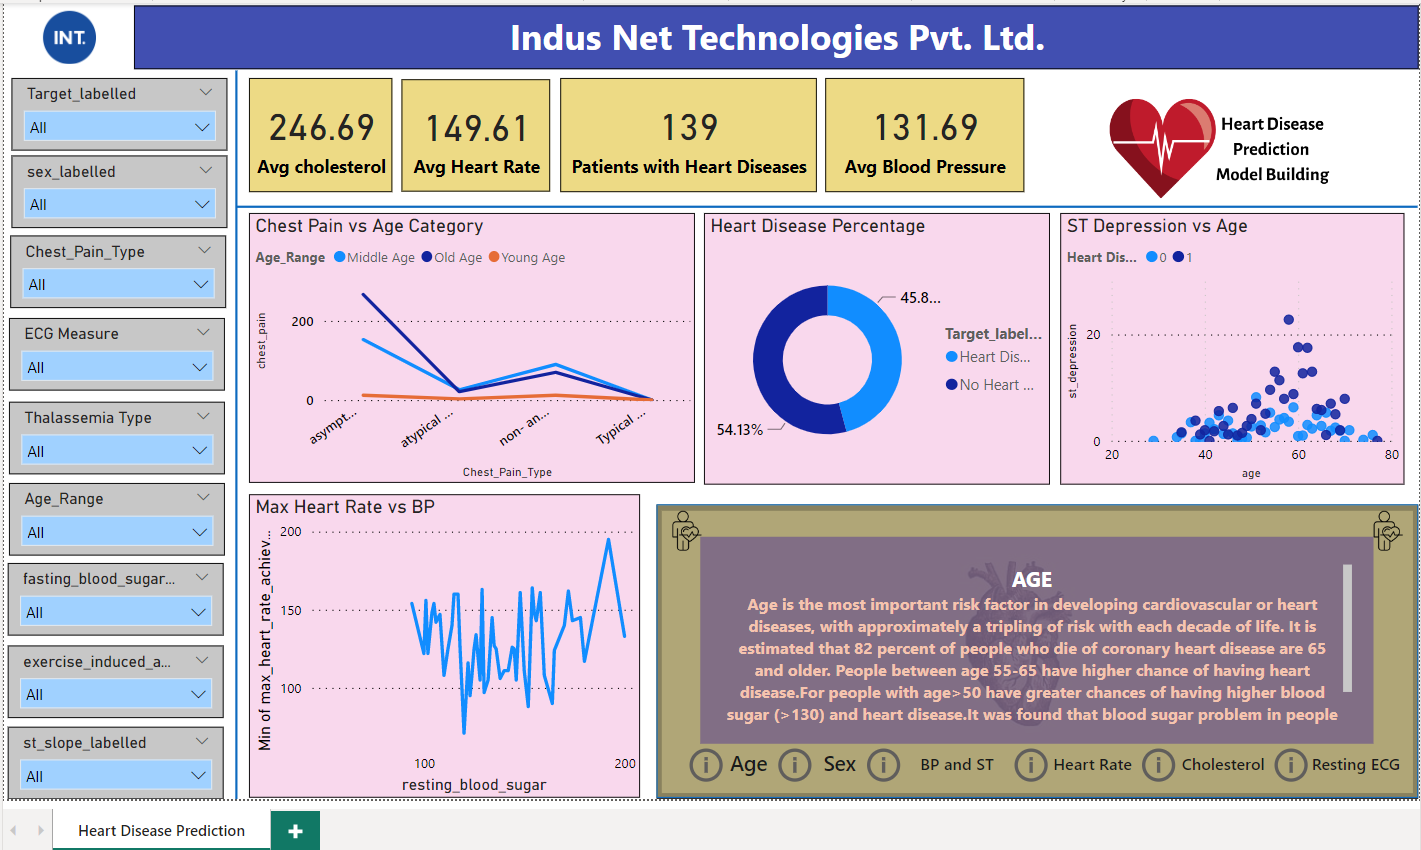 INT.
Indus Net Technologies Pvt. Ltd.
Target_labelled
All
sex_labelled
All
Chest_Pain_Type
All
ECG Measure
All
Thalassemia Type
All
Age_Range
All
fasting_blood_sugar...
All
exercise_induced_a...
All
st_slope_labelled
All
246.69
Avg cholesterol
149.61
Avg Heart Rate
139
Patients with Heart Diseases
131.69
Avg Blood Pressure
Heart Disease
Prediction
Model Building
Chest Pain vs Age Category
Age_Range Middle Age Old Age Young Age
chest_pain
200
0
asympt...
atypical ...
non- an...
Typical ...
Chest_Pain_Type
Heart Disease Percentage
45.8...
54.13%
Target_label...
Heart Dis...
No Heart ...
ST Depression vs Age
Heart Dis... 0 1
st_depression
20
0
20 40 60 80
age
Max Heart Rate vs BP
Min of max_heart_rate_achiev...
200
150
100
100 200
resting_blood_sugar
AGE
Age is the most important risk factor in developing cardiovascular or heart
diseases, with approximately a tripling of risk with each decade of life. It is
estimated that 82 percent of people who die of coronary heart disease are 65
and older. People between age 55-65 have higher chance of having heart
disease.For people with age>50 have greater chances of having higher blood
sugar (>130) and heart disease.It was found that blood sugar problem in people
i Age i Sex i BP and ST i Heart Rate i Cholesterol i Resting ECG
Heart Disease Prediction
+